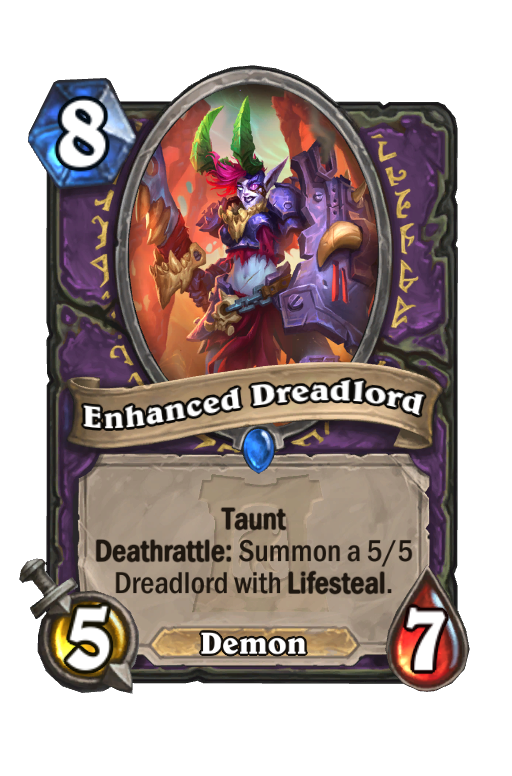 8
Enhanced Dreadlord
Taunt
Deathrattle: Summon a 5/5
Dreadlord with Lifesteal.
5
Demon
7